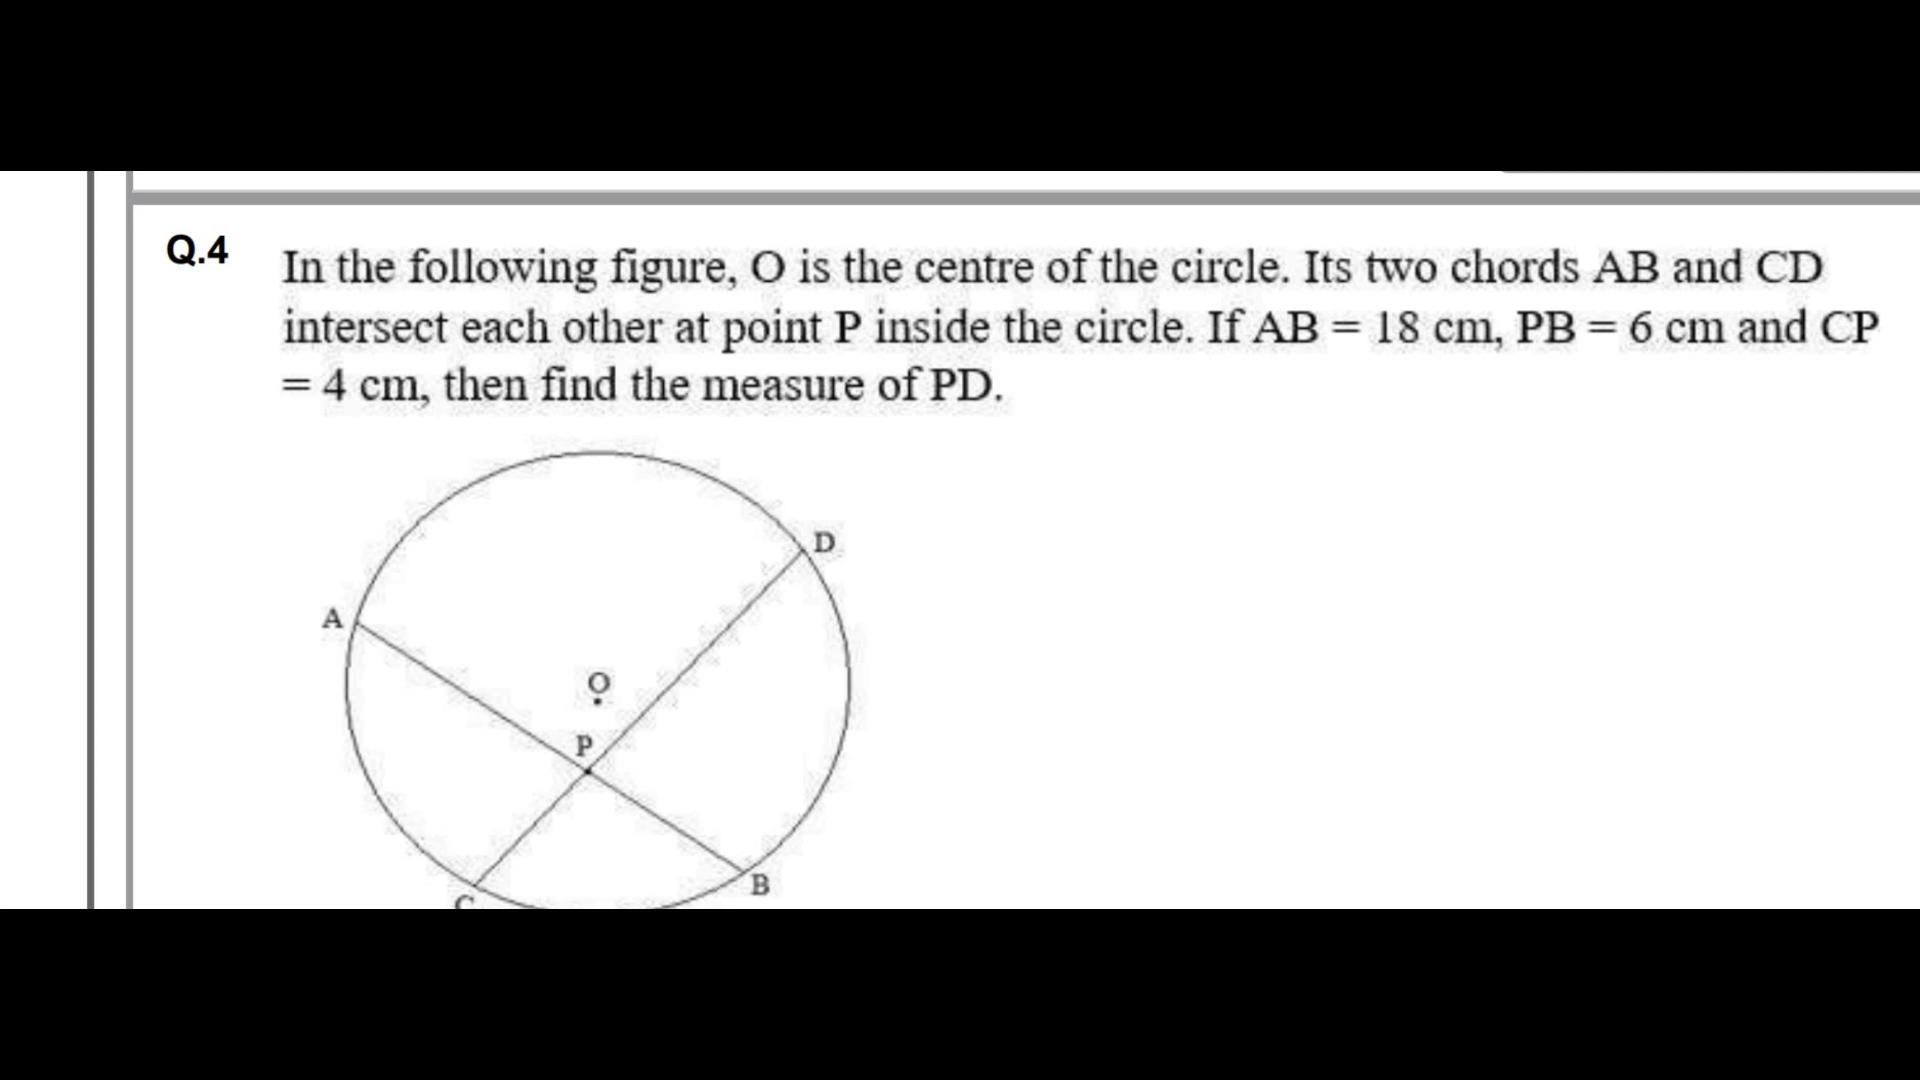 Q.4
In the following figure, O is the centre of the circle. Its two chords AB and CD
intersect each other at point P inside the circle. If AB = 18 cm, PB = 6 cm and CP
= 4 cm, then find the measure of PD.
D
A
O
P
B
C